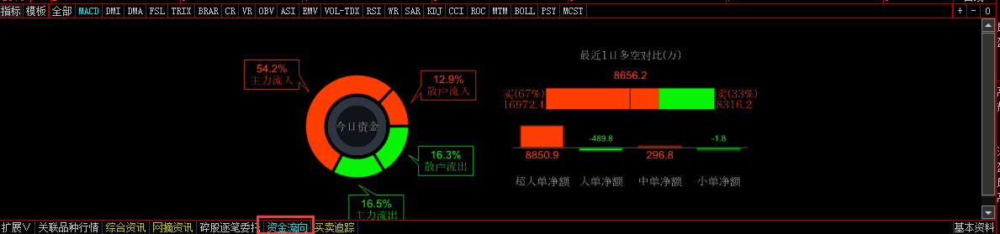 指标 模板 全部 MACD DMI DMA FSL TRIX BRAR CR VR OBV ASI EMV VOL-TDX RSI WR SAR KDJ CCI ROC MTM BOLL PSY MCST + - 0
最近1日多空对比(万)
54.2%
主力流入
12.9%
散户流入
8656.2
买(67%)
16972.4
卖(33%)
8316.2
今日资金
-489.8
-1.8
8850.9
296.8
16.3%
散户流出
超大单净额 大单净额 中单净额 小单净额
16.5%
主力流出
扩展∨ 关联品种行情 综合资讯 网摘资讯 碎股逐笔委托 资金流向 买卖追踪 基本资料